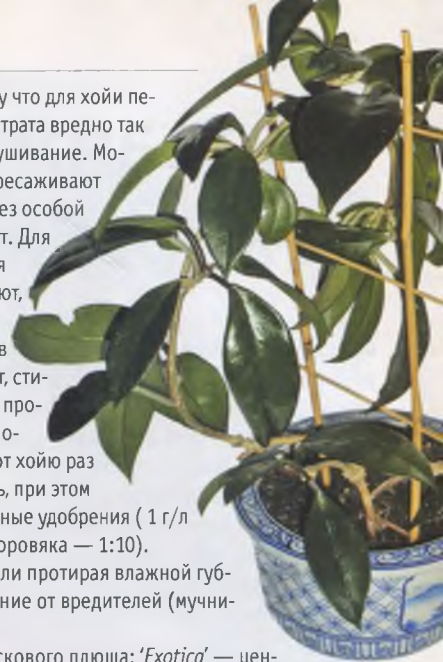 у что для хойи пе-
трата вредно так
ушивание. Мо-
ресаживают
ез особой
т. Для
я
ют,
в
т, сти-
про-
о-
от хойю раз
ь, при этом
ные удобрения ( 1 г/л
оровяка — 1:10).
ли протирая влажной губ-
ние от вредителей (мучни-
скового плюща: 'Exotica' — цен-